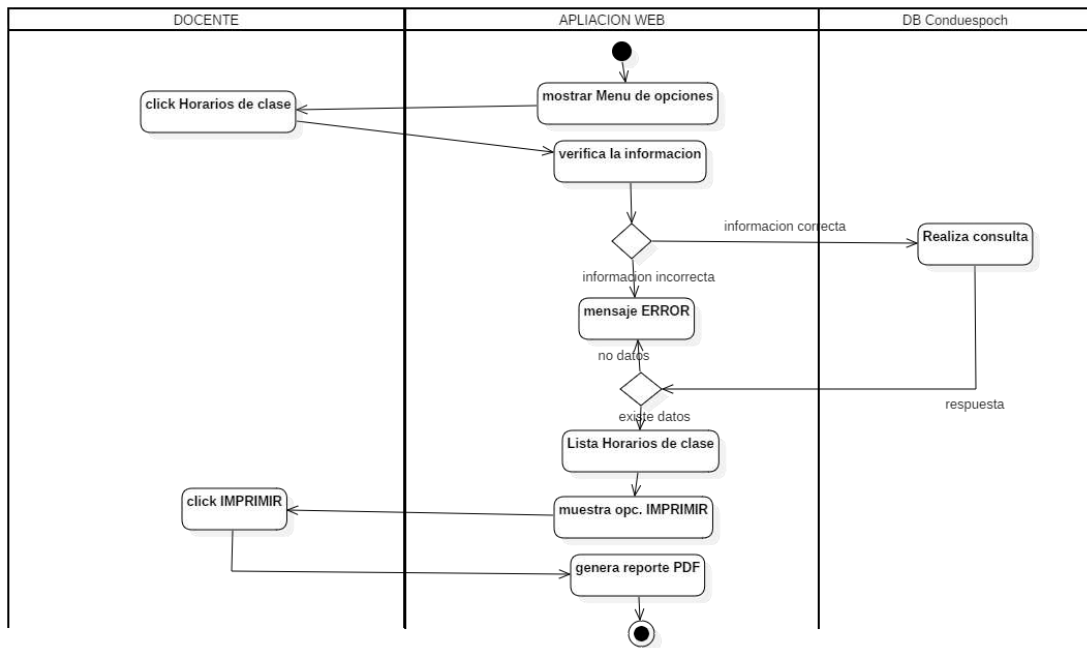 DOCENTE
APLIACION WEB
DB Conduespoch
mostrar Menu de opciones
click Horarios de clase
verifica la informacion
informacion correcta
Realiza consulta
informacion incorrecta
mensaje ERROR
no datos
respuesta
existe datos
Lista Horarios de clase
click IMPRIMIR
muestra opc. IMPRIMIR
genera reporte PDF